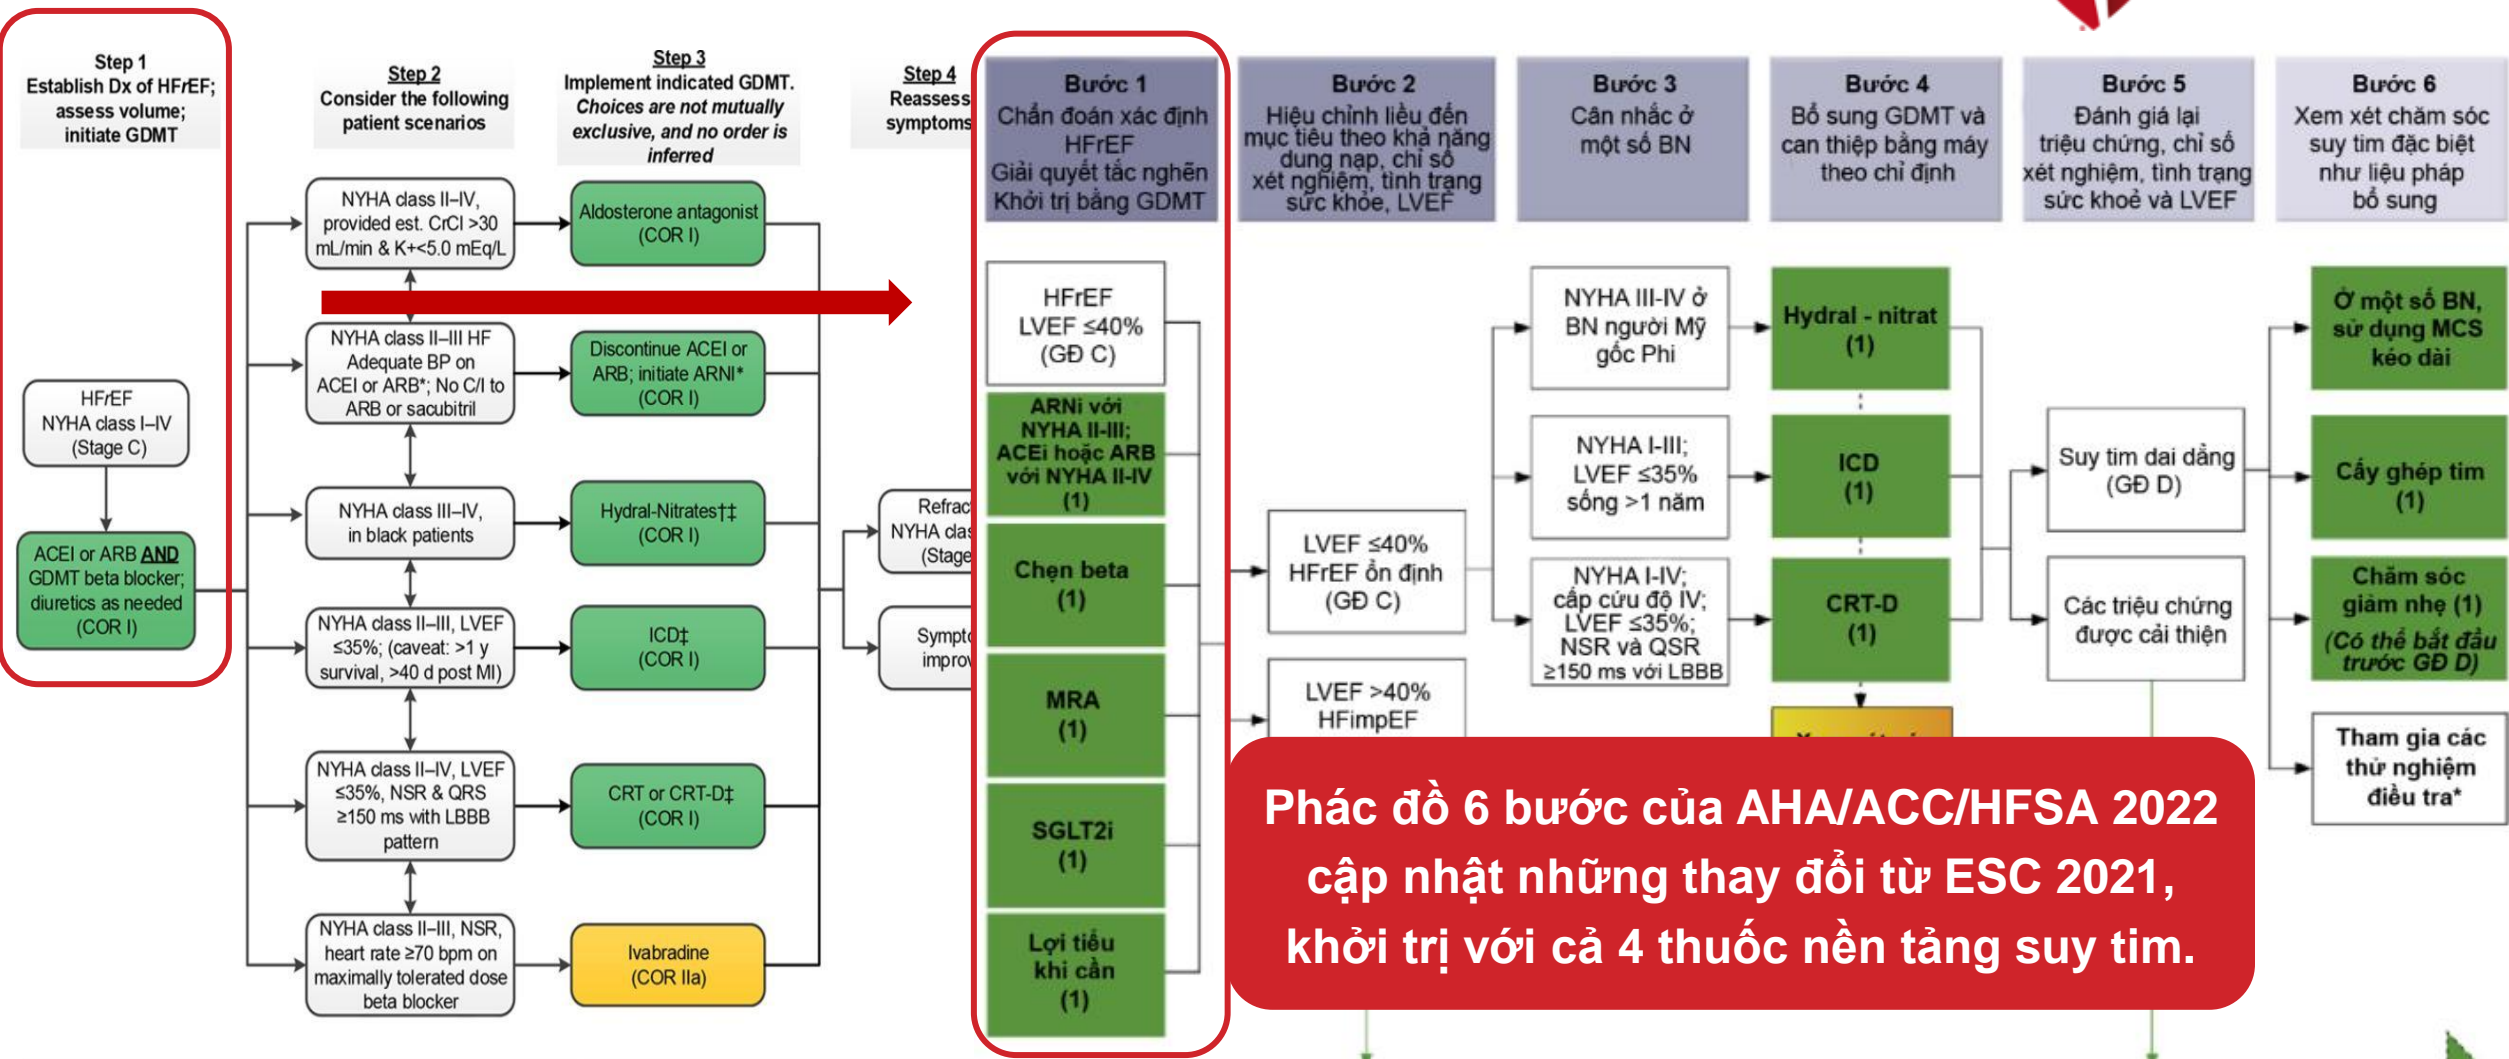 Step 1
Establish Dx of HFrEF;
assess volume;
initiate GDMT
HFrEF
NYHA class I–IV
(Stage C)
ACEI or ARB AND
GDMT beta blocker;
diuretics as needed
(COR I)
Step 2
Consider the following
patient scenarios
NYHA class II–IV,
provided est. CrCl >30
mL/min & K+<5.0 mEq/L
NYHA class II–III HF
Adequate BP on
ACEI or ARB*; No C/I to
ARB or sacubitril
NYHA class III–IV,
in black patients
NYHA class II–III, LVEF
≤35%; (caveat: >1 y
survival, >40 d post MI)
NYHA class II–IV, LVEF
≤35%, NSR & QRS
≥150 ms with LBBB
pattern
NYHA class II–III, NSR,
heart rate ≥70 bpm on
maximally tolerated dose
beta blocker
Step 3
Implement indicated GDMT.
Choices are not mutually
exclusive, and no order is
inferred
Aldosterone antagonist
(COR I)
Discontinue ACEI or
ARB; initiate ARNI*
(COR I)
Hydral-Nitrates†‡
(COR I)
ICD‡
(COR I)
CRT or CRT-D‡
(COR I)
Ivabradine
(COR IIa)
Step 4
Reassess
symptoms
Refrac
NYHA clas
(Stage
Sympto
improv
Bước 1
Chẩn đoán xác định
HFrEF
Giải quyết tắc nghẽn
Khởi trị bằng GDMT
HFrEF
LVEF ≤40%
(GĐ C)
ARNi với
NYHA II-III;
ACEi hoặc ARB
với NYHA II-IV
(1)
Chẹn beta
(1)
MRA
(1)
SGLT2i
(1)
Lợi tiểu
khi cần
(1)
Bước 2
Hiệu chỉnh liều đến
mục tiêu theo khả năng
dung nạp, chỉ số
xét nghiệm, tình trạng
sức khỏe, LVEF
LVEF ≤40%
HFrEF ổn định
(GĐ C)
LVEF >40%
HFimpEF
Bước 3
Cân nhắc ở
một số BN
NYHA III-IV ở
BN người Mỹ
gốc Phi
NYHA I-III;
LVEF ≤35%
sống >1 năm
NYHA I-IV;
cấp cứu độ IV;
LVEF ≤35%;
NSR và QSR
≥150 ms với LBBB
Bước 4
Bổ sung GDMT và
can thiệp bằng máy
theo chỉ định
Hydral - nitrat
(1)
ICD
(1)
CRT-D
(1)
Bước 5
Đánh giá lại
triệu chứng, chỉ số
xét nghiệm, tình trạng
sức khoẻ và LVEF
Suy tim dai dẳng
(GĐ D)
Các triệu chứng
được cải thiện
Bước 6
Xem xét chăm sóc
suy tim đặc biệt
như liệu pháp
bổ sung
Ở một số BN,
sử dụng MCS
kéo dài
Cấy ghép tim
(1)
Chăm sóc
giảm nhẹ (1)
(Có thể bắt đầu
trước GĐ D)
Tham gia các
thử nghiệm
điều tra*
Phác đồ 6 bước của AHA/ACC/HFSA 2022
cập nhật những thay đổi từ ESC 2021,
khởi trị với cả 4 thuốc nền tảng suy tim.